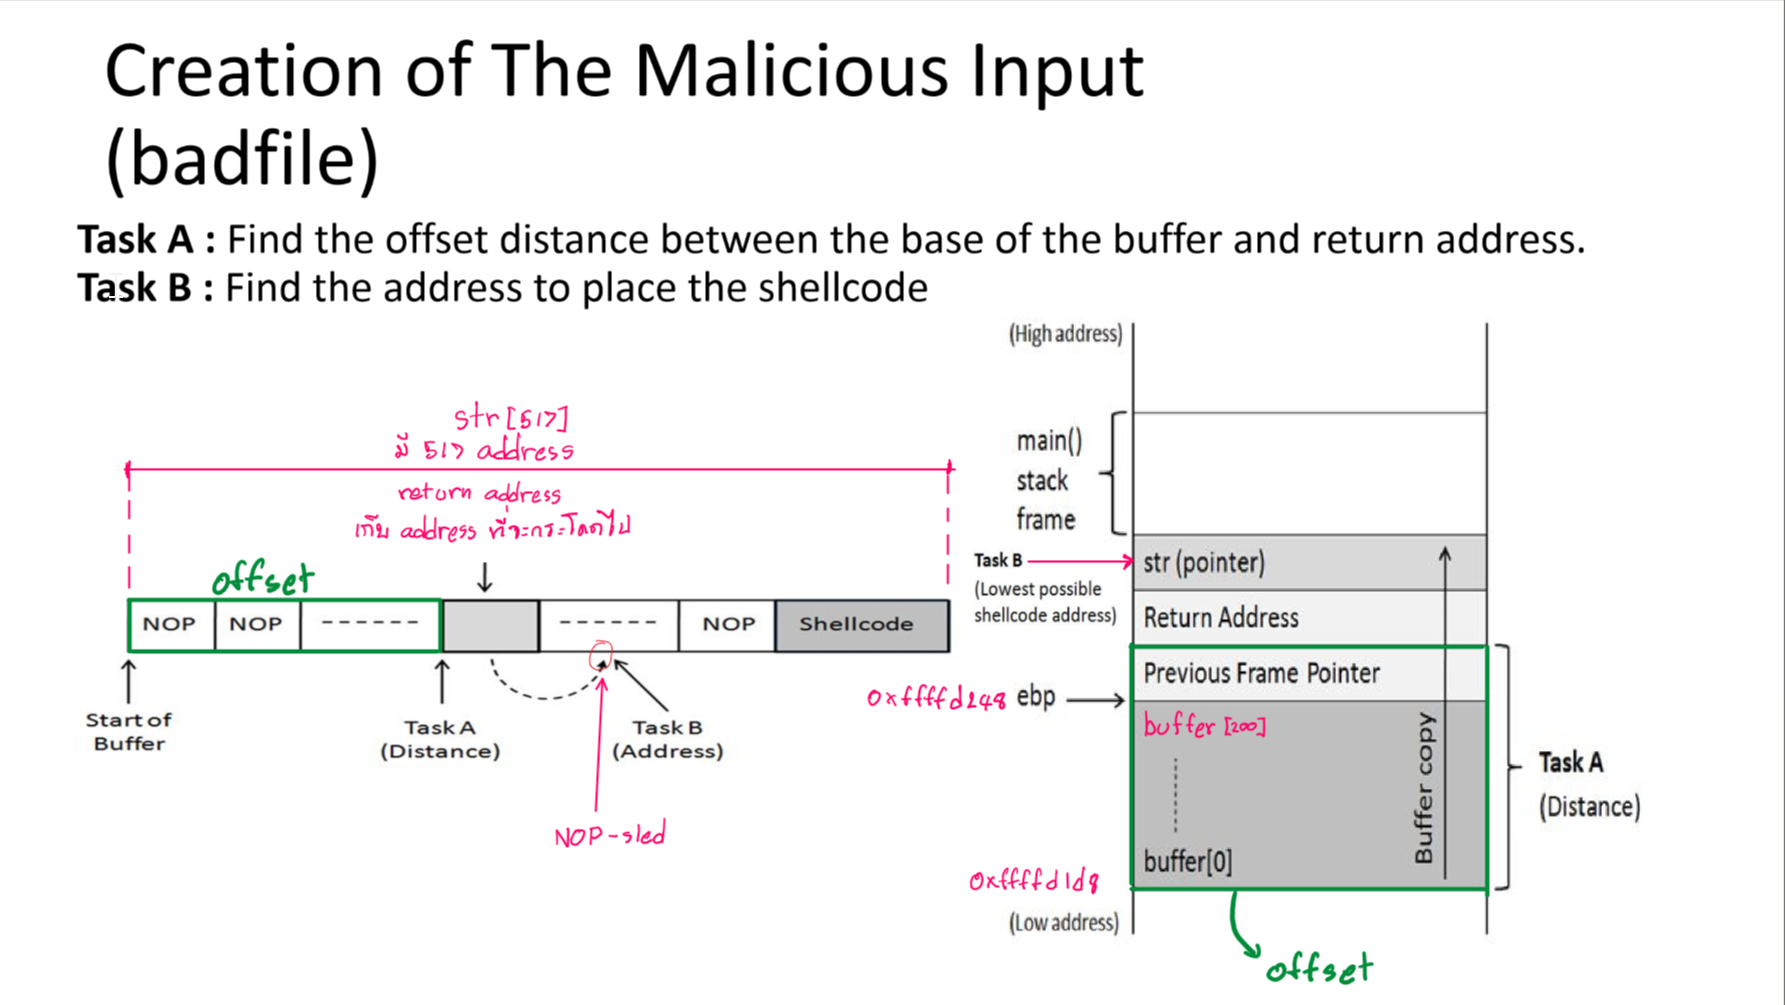 Creation of The Malicious Input
(badfile)
Task A : Find the offset distance between the base of the buffer and return address.
Task B : Find the address to place the shellcode
str[517]
มี 517 address
return address
เก็บ address ที่จะกระโดดไป
offset
NOP NOP ------ ------ NOP Shellcode
Start of
Buffer
Task A
(Distance)
Task B
(Address)
NOP-sled
(High address)
main()
stack
frame
Task B
(Lowest possible
shellcode address)
str (pointer)
Return Address
Previous Frame Pointer
0xffffd248 ebp
buffer [200]
Buffer copy
buffer[0]
Task A
(Distance)
0xffffd1d8
(Low address)
offset